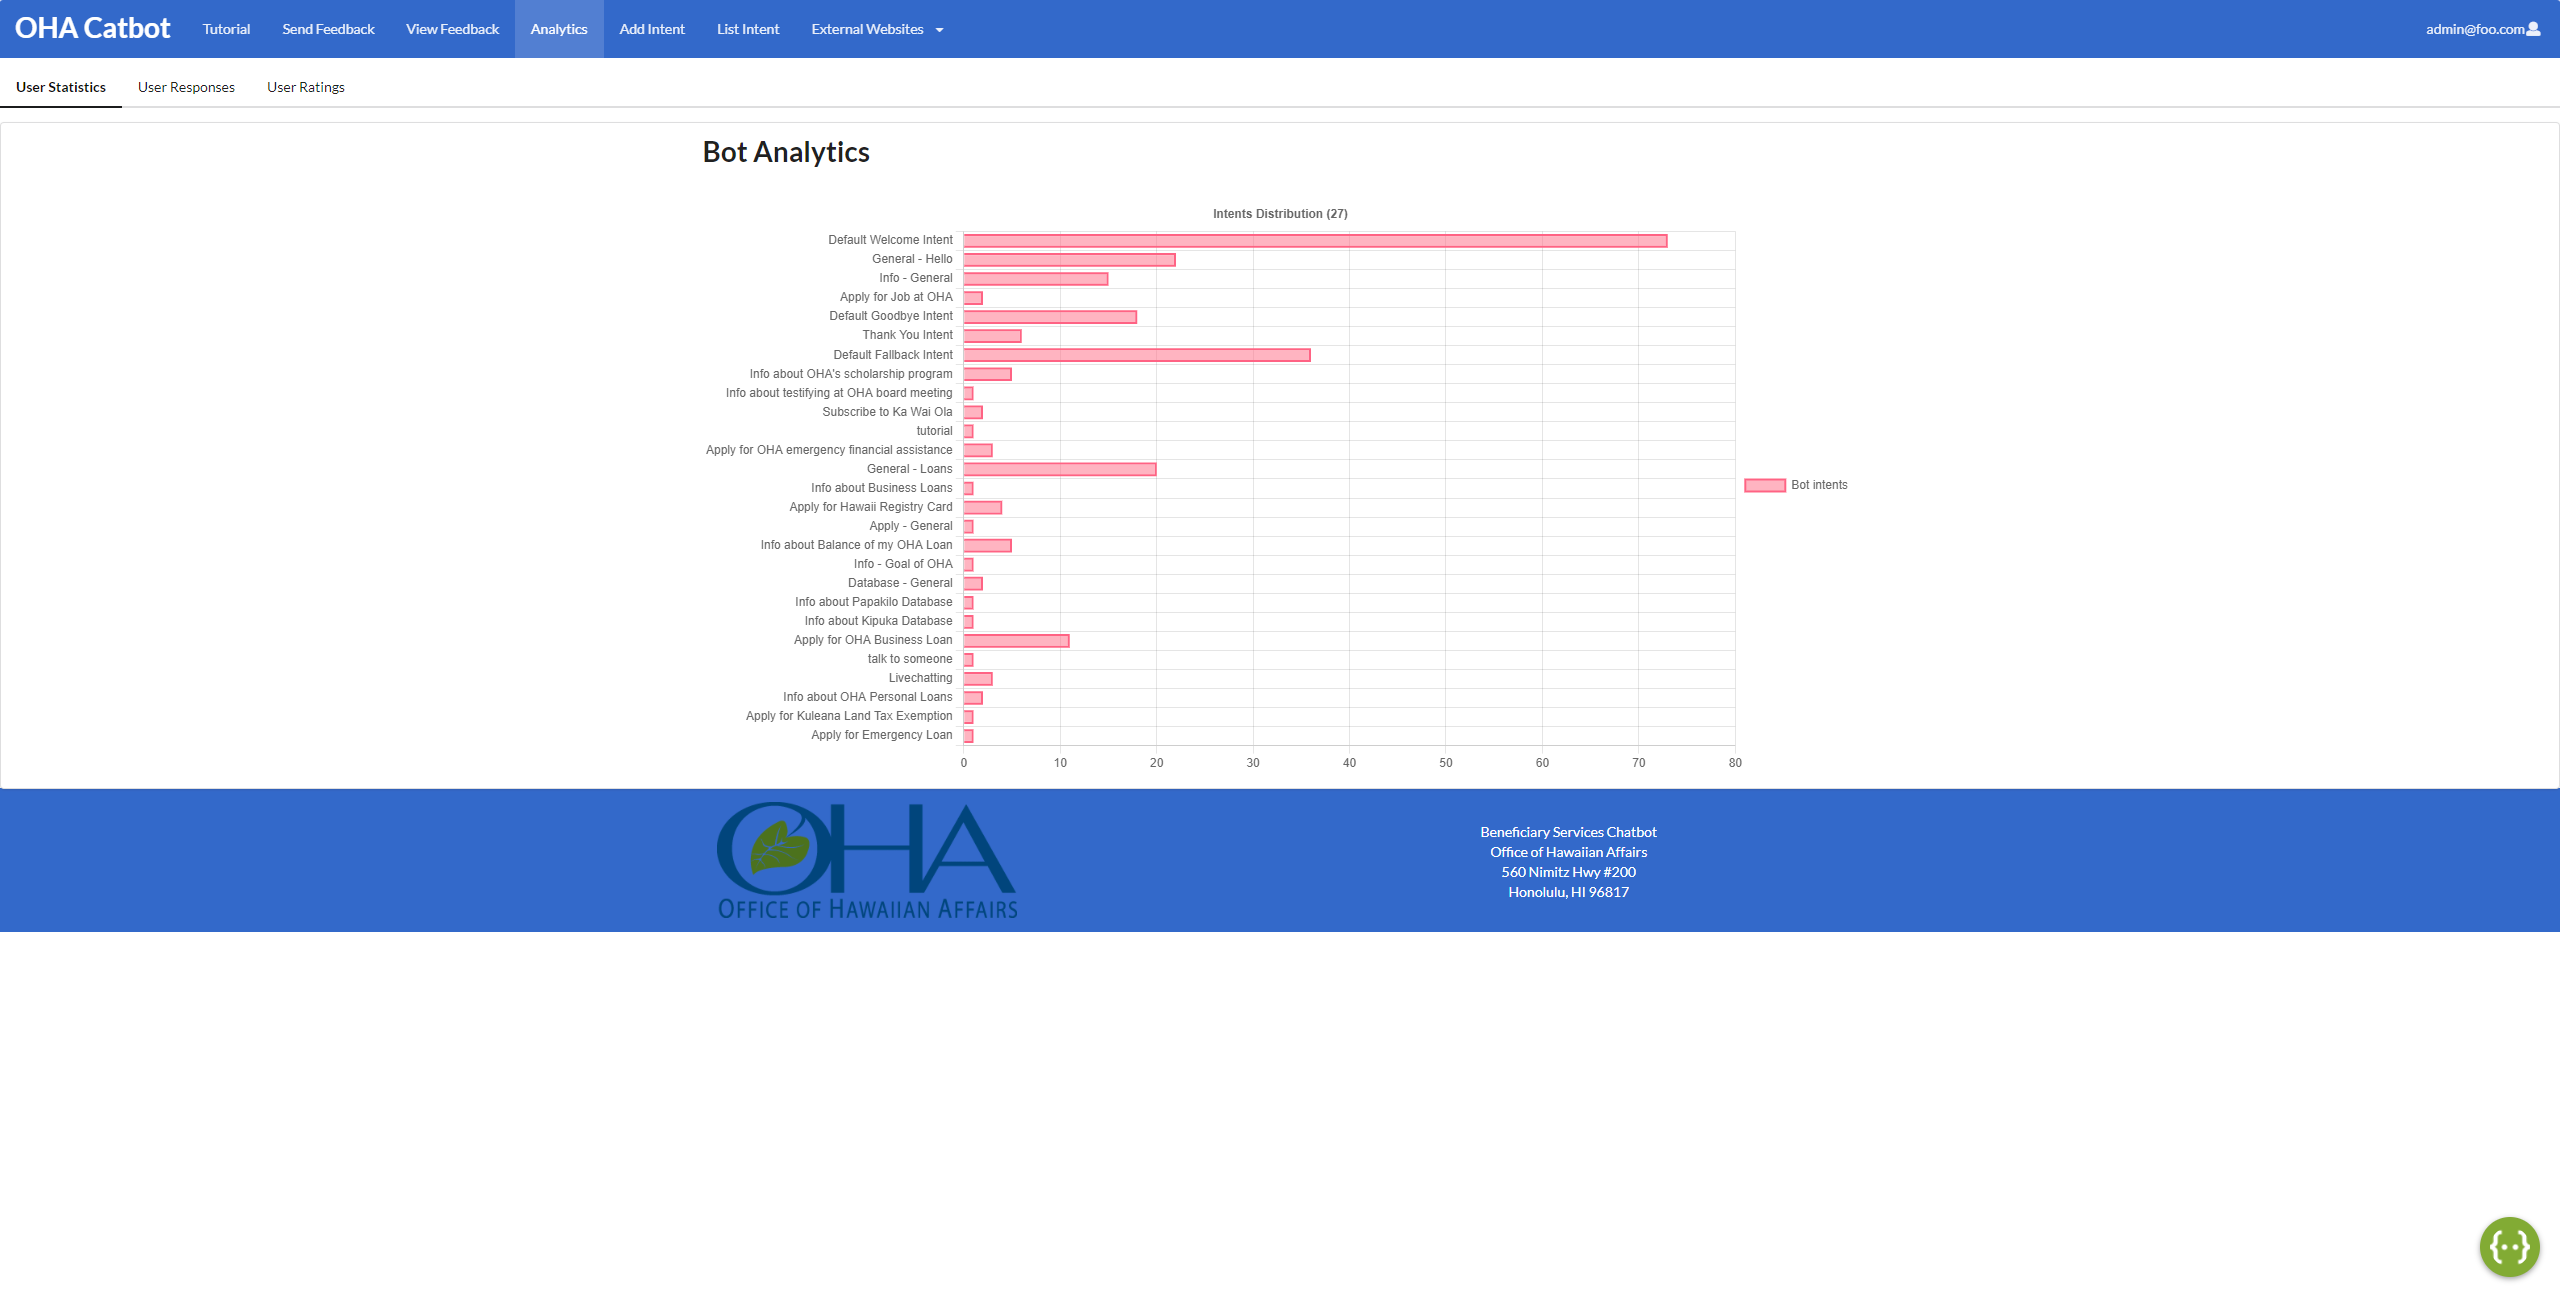 OHA Catbot Tutorial Send Feedback View Feedback Analytics Add Intent List Intent External Websites admin@foo.com
User Statistics User Responses User Ratings
Bot Analytics
Intents Distribution (27)
Default Welcome Intent
General - Hello
Info - General
Apply for Job at OHA
Default Goodbye Intent
Thank You Intent
Default Fallback Intent
Info about OHA's scholarship program
Info about testifying at OHA board meeting
Subscribe to Ka Wai Ola
tutorial
Apply for OHA emergency financial assistance
General - Loans
Bot intents
Info about Business Loans
Apply for Hawaii Registry Card
Apply - General
Info about Balance of my OHA Loan
Info - Goal of OHA
Database - General
Info about Papakilo Database
Info about Kipuka Database
Apply for OHA Business Loan
talk to someone
Livechatting
Info about OHA Personal Loans
Apply for Kuleana Land Tax Exemption
Apply for Emergency Loan
0 10 20 30 40 50 60 70 80
OHA
OFFICE OF HAWAIIAN AFFAIRS
Beneficiary Services Chatbot
Office of Hawaiian Affairs
560 Nimitz Hwy #200
Honolulu, HI 96817